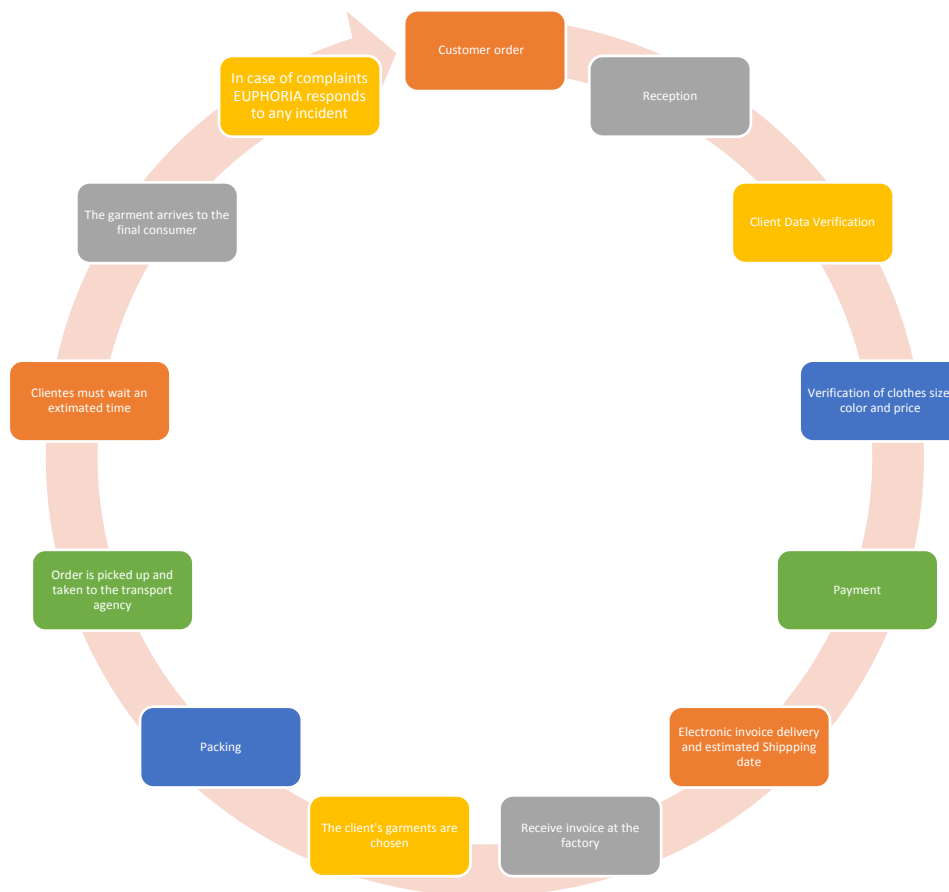 Customer order
Reception
Client Data Verification
Verification of clothes size
color and price
Payment
Electronic invoice delivery
and estimated Shippping
date
Receive invoice at the
factory
The client's garments are
chosen
Packing
Order is picked up and
taken to the transport
agency
Clientes must wait an
extimated time
The garment arrives to the
final consumer
In case of complaints
EUPHORIA responds
to any incident